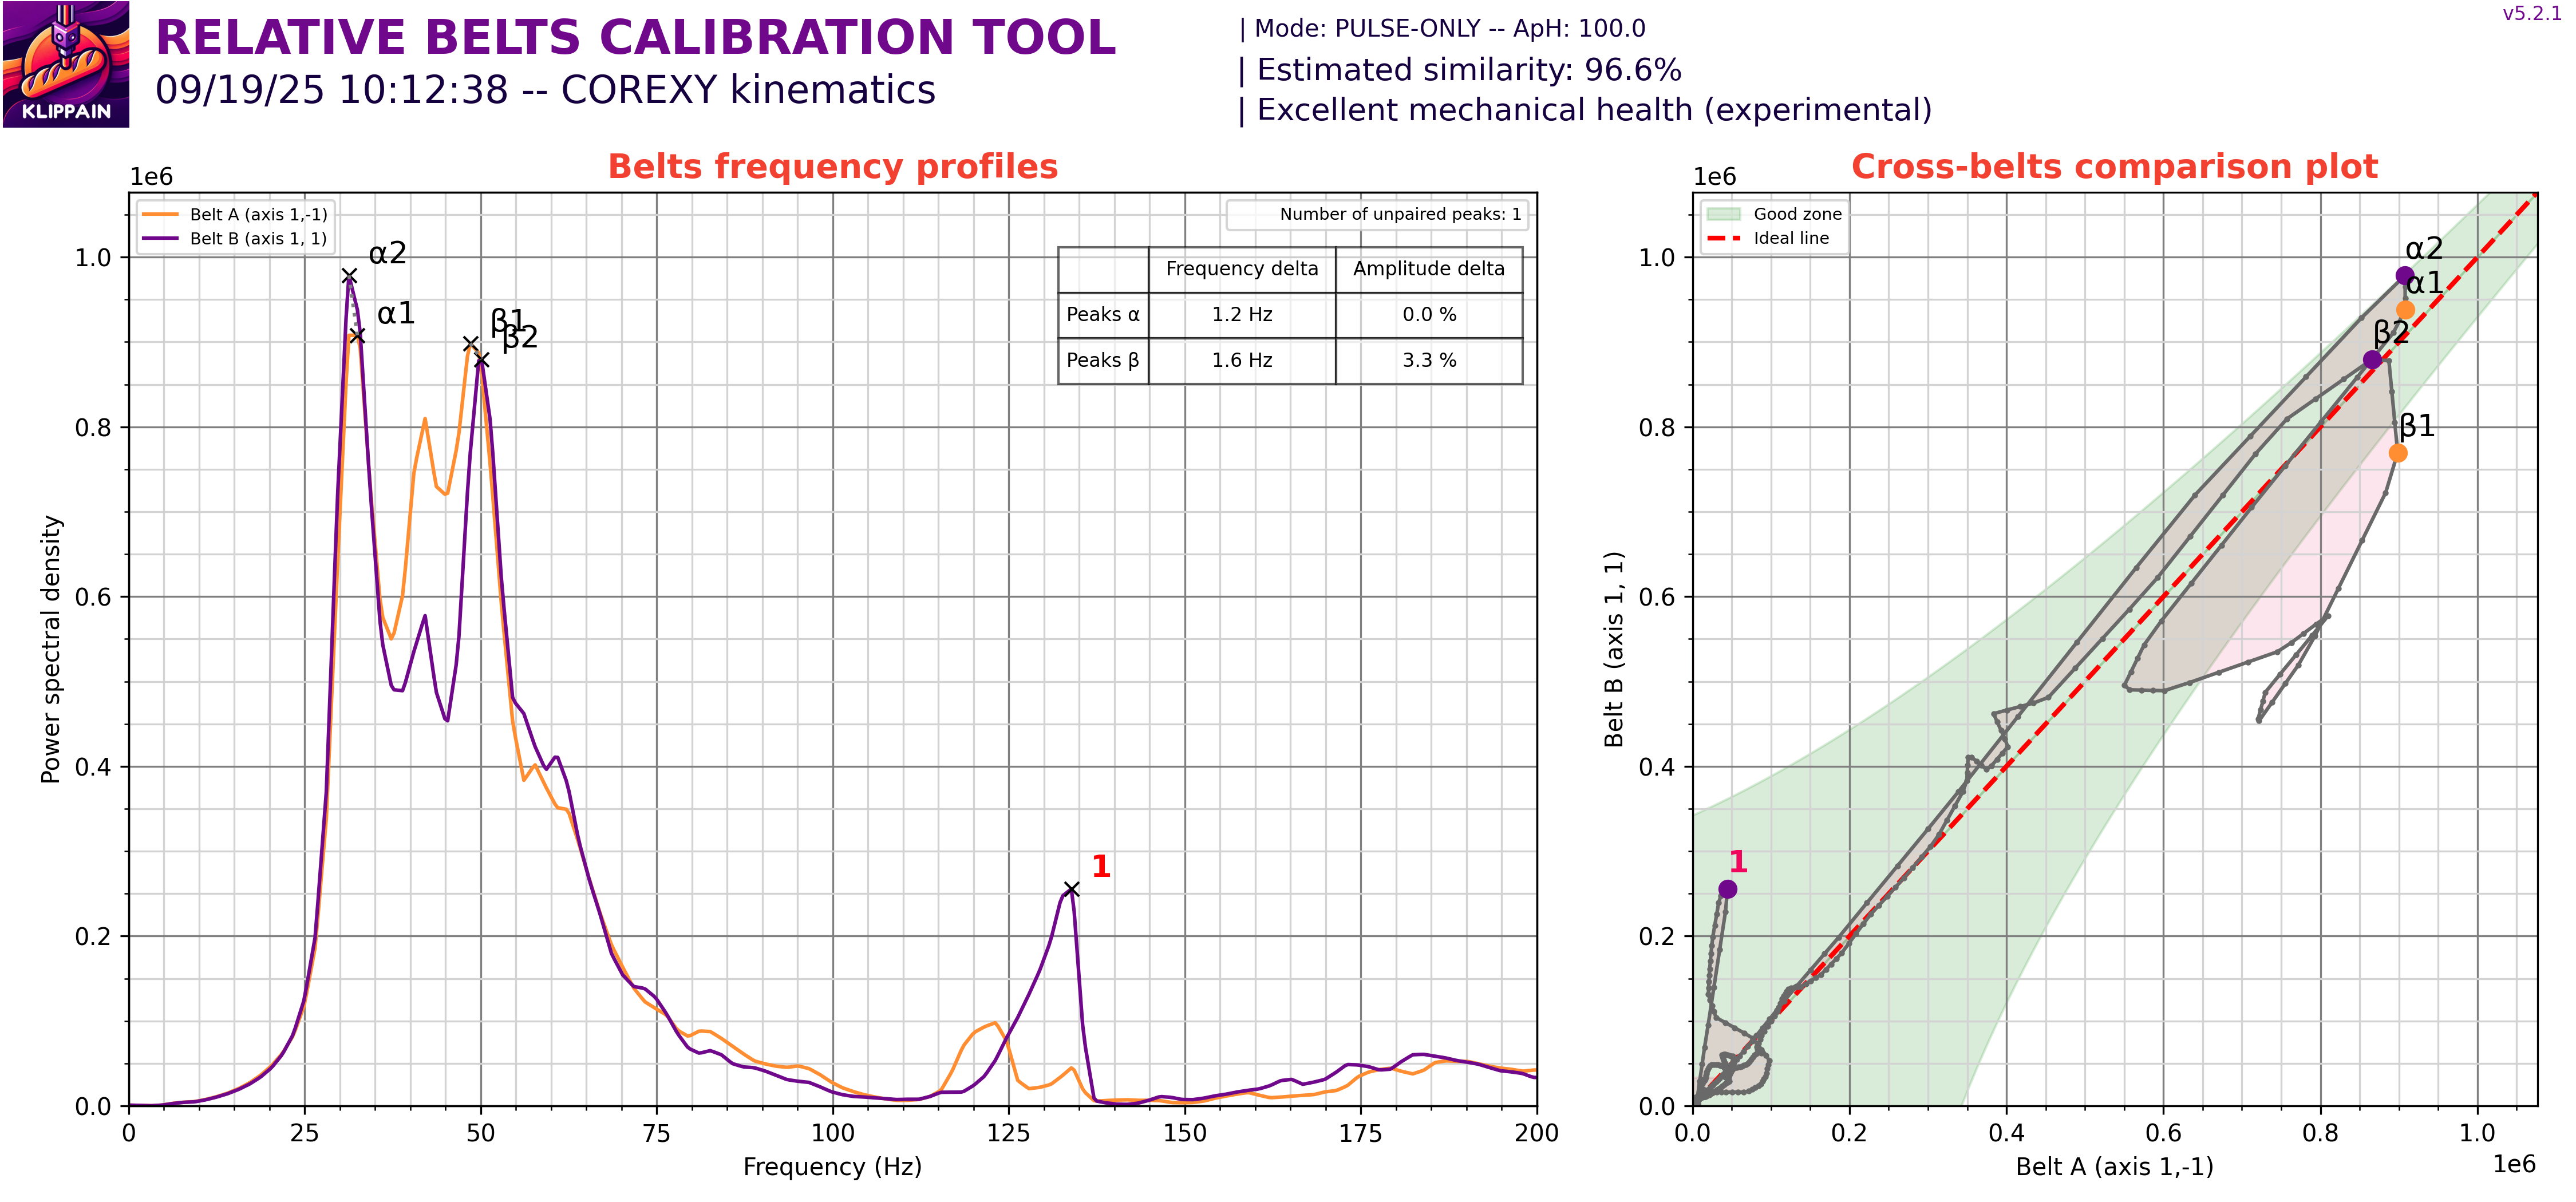 v5.2.1
KLIPPAIN
RELATIVE BELTS CALIBRATION TOOL
09/19/25 10:12:38 -- COREXY kinematics
| Mode: PULSE-ONLY -- ApH: 100.0
| Estimated similarity: 96.6%
| Excellent mechanical health (experimental)
Belts frequency profiles
1e6
Belt A (axis 1,-1)
Belt B (axis 1, 1)
Number of unpaired peaks: 1
Frequency delta Amplitude delta
Peaks α 1.2 Hz 0.0 %
Peaks β 1.6 Hz 3.3 %
α2
α1
β1
β2
1
Power spectral density
1.0
0.8
0.6
0.4
0.2
0.0
0 25 50 75 100 125 150 175 200
Frequency (Hz)
Cross-belts comparison plot
1e6
Good zone
Ideal line
α2
α1
β2
β1
1
Belt B (axis 1, 1)
1.0
0.8
0.6
0.4
0.2
0.0
0.0 0.2 0.4 0.6 0.8 1.0
Belt A (axis 1,-1)
1e6